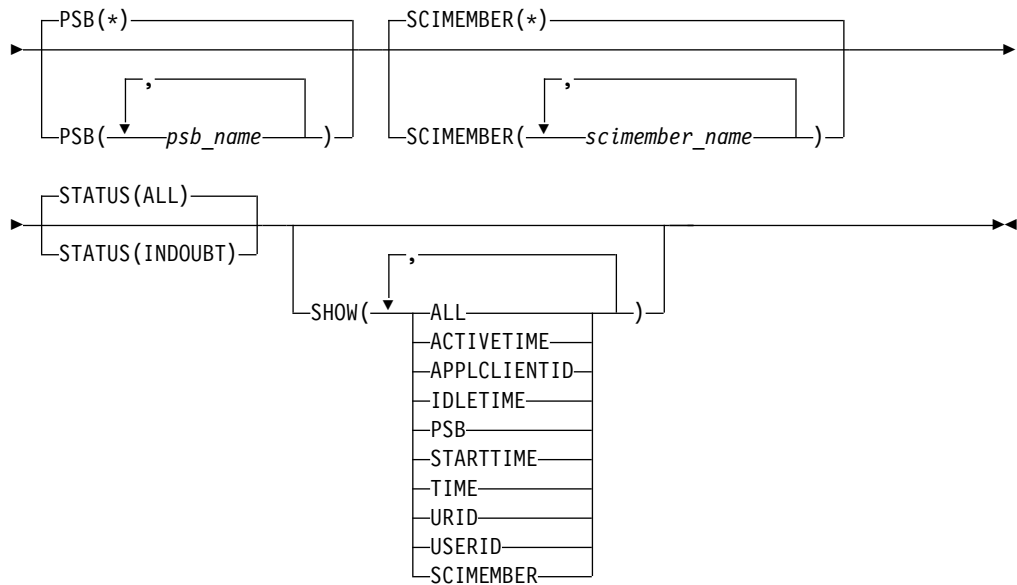 PSB(*) SCIMEMBER(*)
, ,
PSB( psb_name ) SCIMEMBER( scimember_name )
STATUS(ALL)
STATUS(INDOUBT)
,
SHOW( ALL )
ACTIVETIME
APPLCLIENTID
IDLETIME
PSB
STARTTIME
TIME
URID
USERID
SCIMEMBER